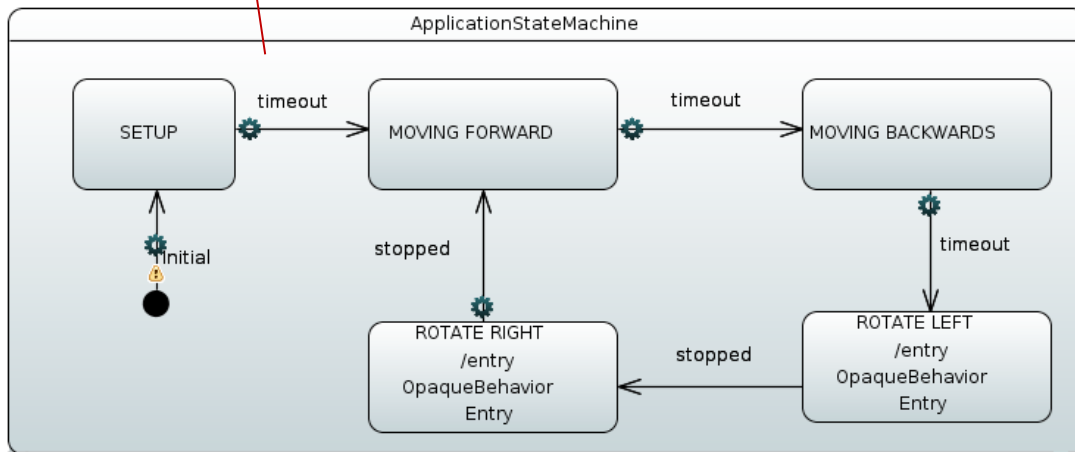 ApplicationStateMachine
timeout
timeout
SETUP
MOVING FORWARD
MOVING BACKWARDS
stopped
timeout
Initial
ROTATE RIGHT
/entry
OpaqueBehavior
Entry
stopped
ROTATE LEFT
/entry
OpaqueBehavior
Entry